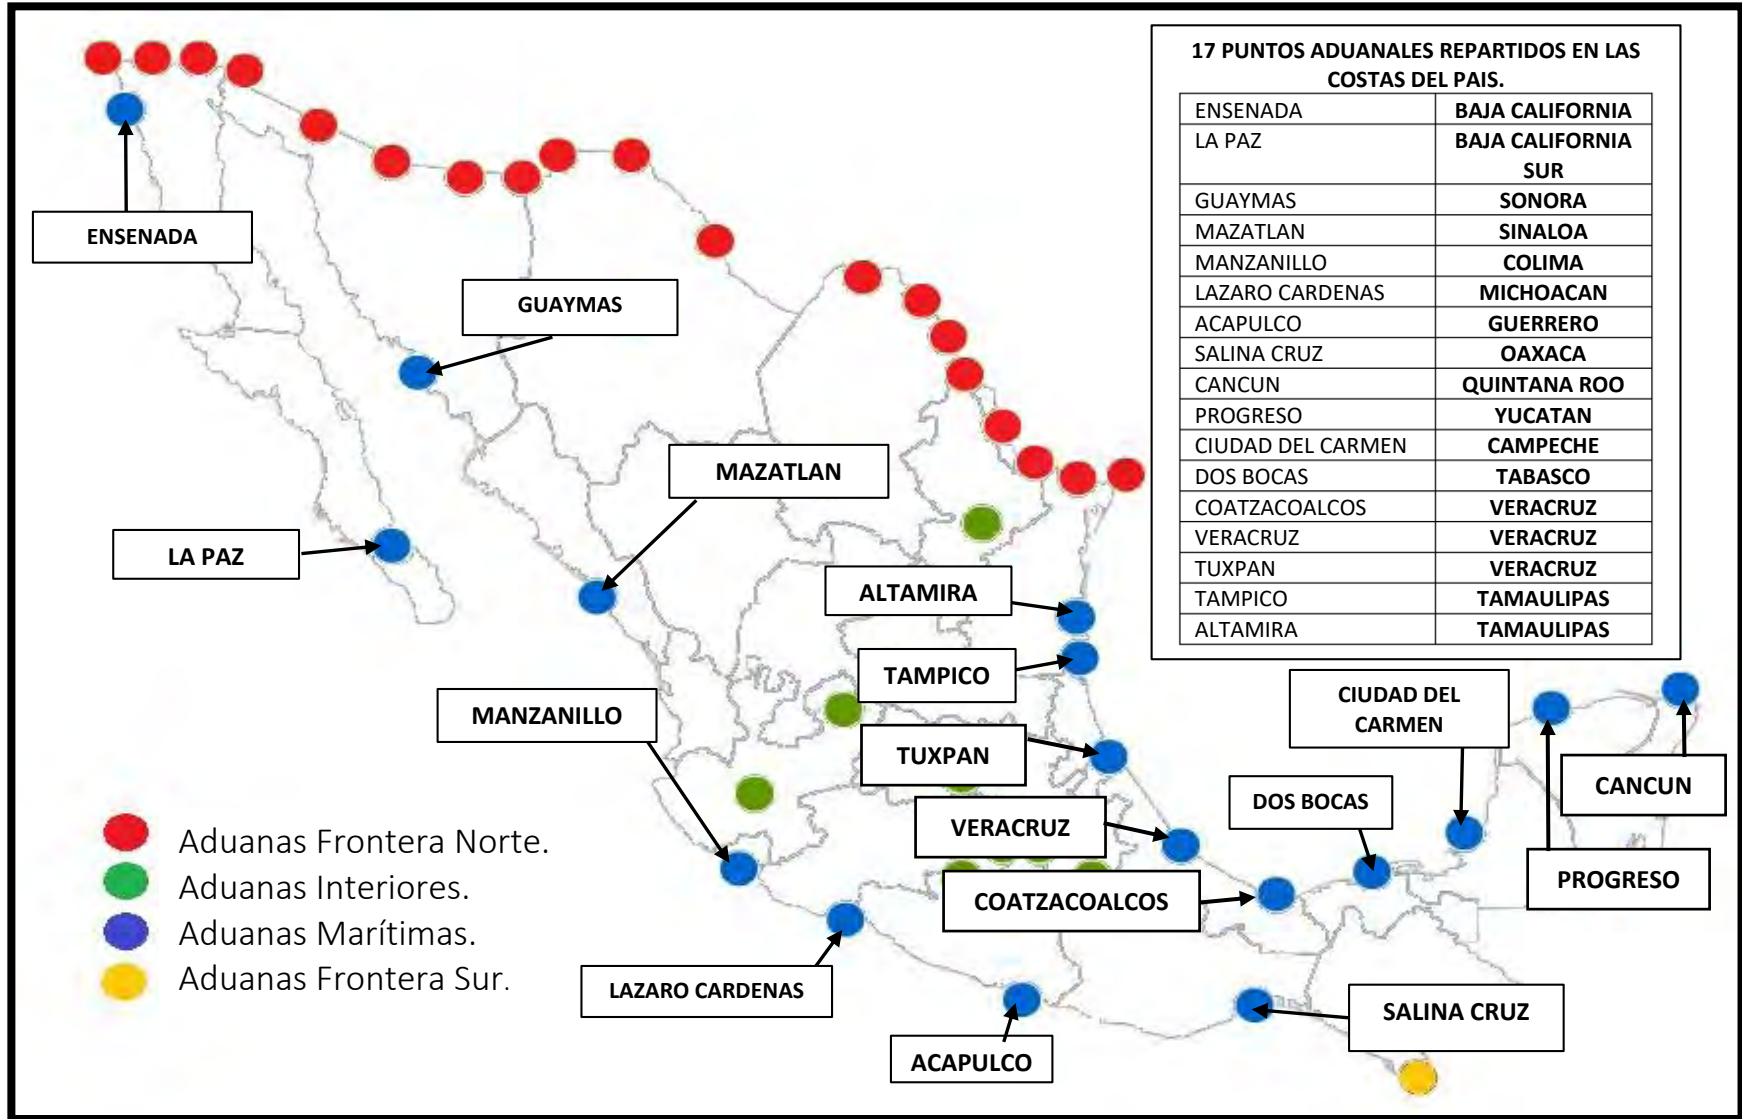 17 PUNTOS ADUANALES REPARTIDOS EN LAS
COSTAS DEL PAIS.
ENSENADA BAJA CALIFORNIA
LA PAZ BAJA CALIFORNIA
SUR
GUAYMAS SONORA
MAZATLAN SINALOA
MANZANILLO COLIMA
LAZARO CARDENAS MICHOACAN
ACAPULCO GUERRERO
SALINA CRUZ OAXACA
CANCUN QUINTANA ROO
PROGRESO YUCATAN
CIUDAD DEL CARMEN CAMPECHE
DOS BOCAS TABASCO
COATZACOALCOS VERACRUZ
VERACRUZ VERACRUZ
TUXPAN VERACRUZ
TAMPICO TAMAULIPAS
ALTAMIRA TAMAULIPAS
ENSENADA
GUAYMAS
MAZATLAN
LA PAZ
ALTAMIRA
TAMPICO
MANZANILLO
TUXPAN
CIUDAD DEL
CARMEN
CANCUN
DOS BOCAS
VERACRUZ
PROGRESO
COATZACOALCOS
LAZARO CARDENAS
SALINA CRUZ
ACAPULCO
Aduanas Frontera Norte.
Aduanas Interiores.
Aduanas Marítimas.
Aduanas Frontera Sur.